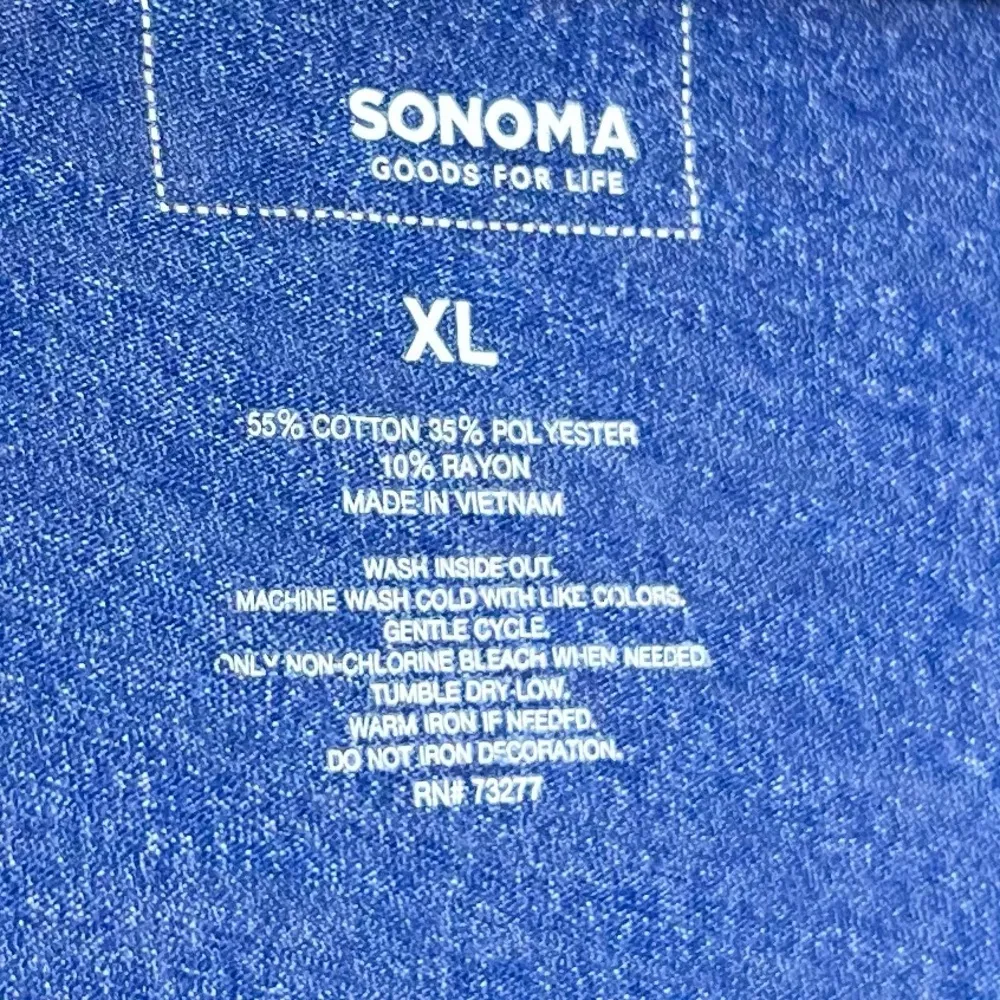 SONOMA
GOODS FOR LIFE
XL
55% COTTON 35% POLYESTER
10% RAYON
MADE IN VIETNAM
WASH INSIDE OUT.
MACHINE WASH COLD WITH LIKE COLORS.
GENTLE CYCLE.
ONLY NON-CHLORINE BLEACH WHEN NEEDED.
TUMBLE DRY LOW.
WARM IRON IF NEEDED.
DO NOT IRON DECORATION.
RN# 73277